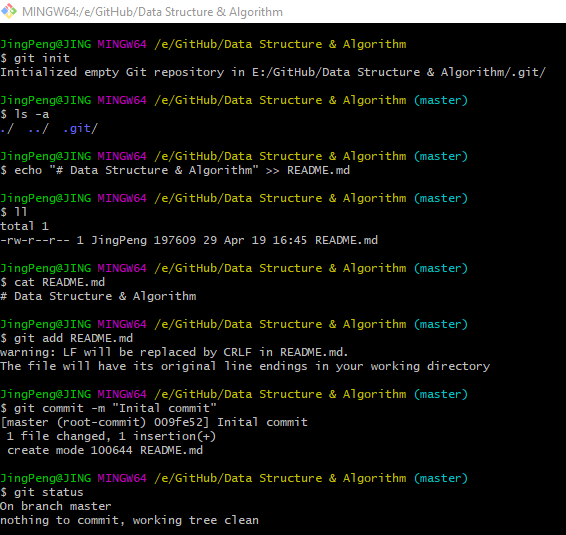 MINGW64:/e/GitHub/Data Structure & Algorithm
JingPeng@JING MINGW64 /e/GitHub/Data Structure & Algorithm
$ git init
Initialized empty Git repository in E:/GitHub/Data Structure & Algorithm/.git/
JingPeng@JING MINGW64 /e/GitHub/Data Structure & Algorithm (master)
$ ls -a
./ ../ .git/
JingPeng@JING MINGW64 /e/GitHub/Data Structure & Algorithm (master)
$ echo "# Data Structure & Algorithm" >> README.md
JingPeng@JING MINGW64 /e/GitHub/Data Structure & Algorithm (master)
$ ll
total 1
-rw-r--r-- 1 JingPeng 197609 29 Apr 19 16:45 README.md
JingPeng@JING MINGW64 /e/GitHub/Data Structure & Algorithm (master)
$ cat README.md
# Data Structure & Algorithm
JingPeng@JING MINGW64 /e/GitHub/Data Structure & Algorithm (master)
$ git add README.md
warning: LF will be replaced by CRLF in README.md.
The file will have its original line endings in your working directory
JingPeng@JING MINGW64 /e/GitHub/Data Structure & Algorithm (master)
$ git commit -m "Inital commit"
[master (root-commit) 009fe52] Inital commit
1 file changed, 1 insertion(+)
create mode 100644 README.md
JingPeng@JING MINGW64 /e/GitHub/Data Structure & Algorithm (master)
$ git status
On branch master
nothing to commit, working tree clean